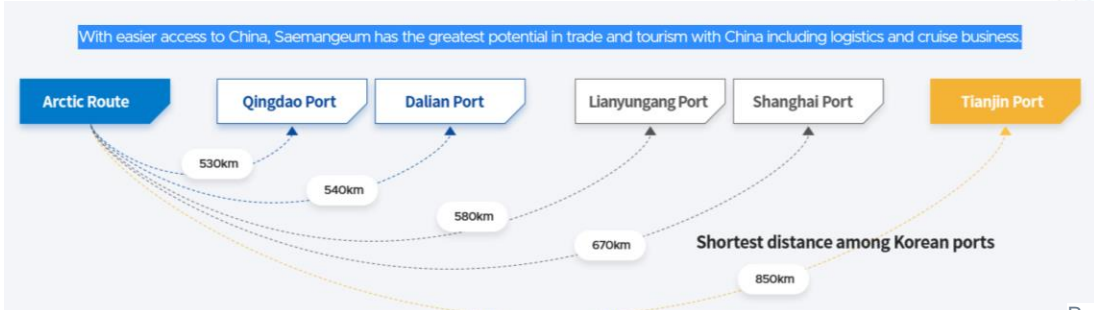 With easier access to China, Saemangeum has the greatest potential in trade and tourism with China including logistics and cruise business.
Arctic Route
Qingdao Port
Dalian Port
Lianyungang Port
Shanghai Port
Tianjin Port
530km
540km
580km
670km
Shortest distance among Korean ports
850km